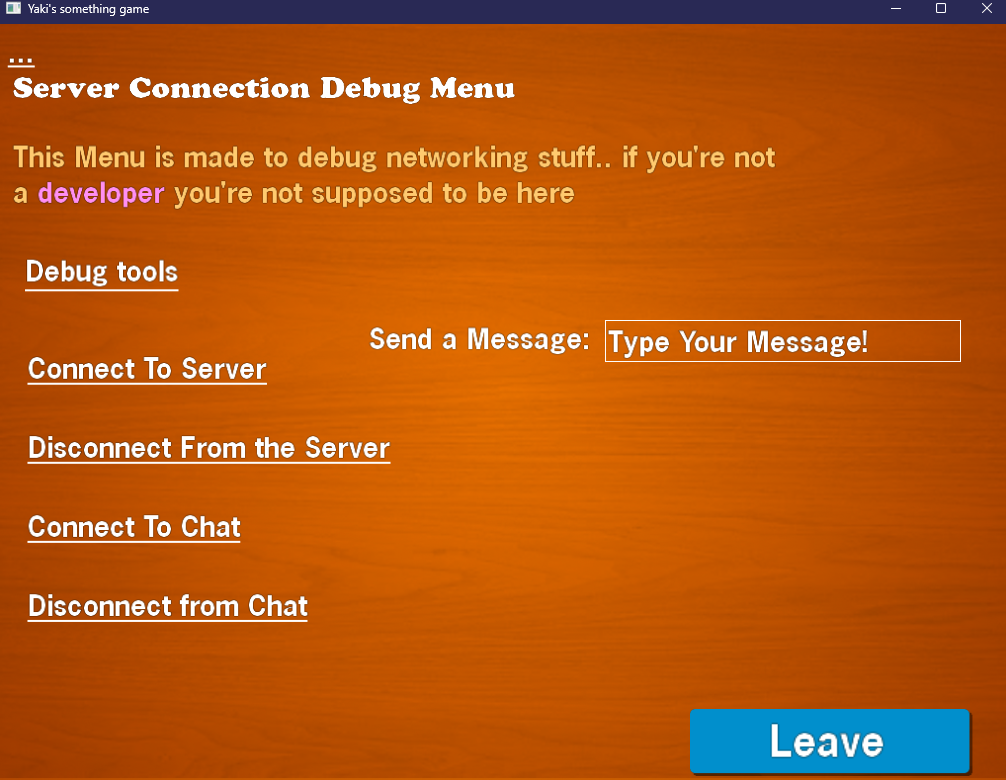 Yaki's something game
...
Server Connection Debug Menu
This Menu is made to debug networking stuff.. if you're not
a developer you're not supposed to be here
Debug tools
Send a Message: Type Your Message!
Connect To Server
Disconnect From the Server
Connect To Chat
Disconnect from Chat
Leave